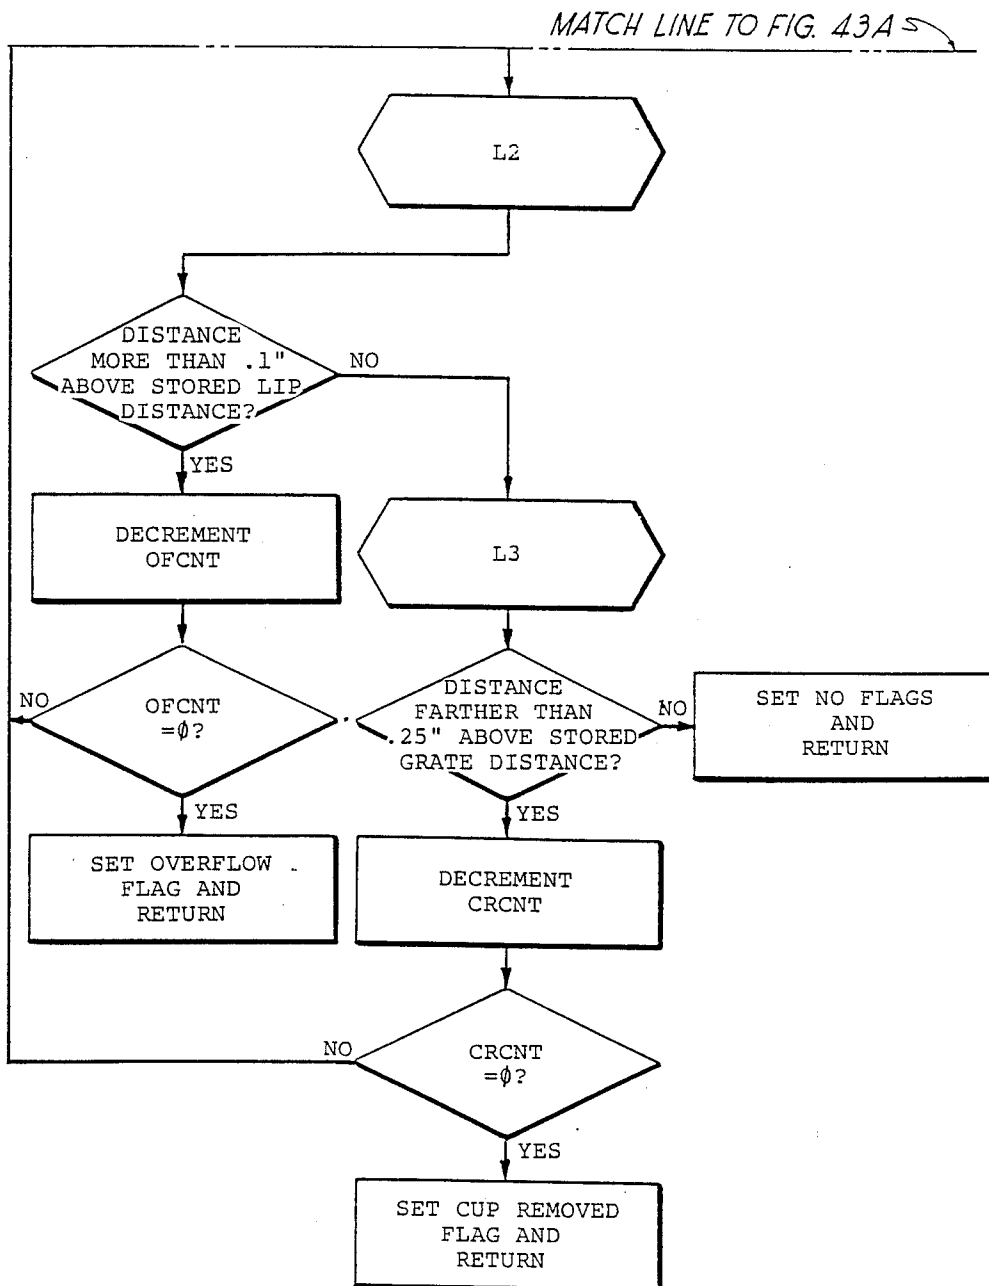 MATCH LINE TO FIG. 43A
L2
DISTANCE
MORE THAN .1"
ABOVE STORED LIP
DISTANCE?
NO
YES
DECREMENT
OFCNT
L3
NO
OFCNT
=∅?
DISTANCE
FARTHER THAN
.25" ABOVE STORED
GRATE DISTANCE?
NO
SET NO FLAGS
AND
RETURN
YES
YES
SET OVERFLOW
FLAG AND
RETURN
DECREMENT
CRCNT
NO
CRCNT
=∅?
YES
SET CUP REMOVED
FLAG AND
RETURN